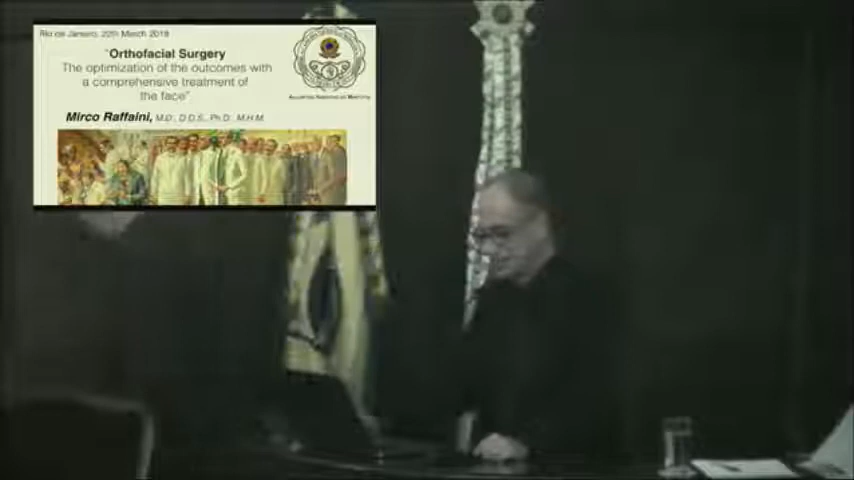 Rio de Janeiro, 22th March 2018
"Orthofacial Surgery
The optimization of the outcomes with
a comprehensive treatment of
the face"
Mirco Raffaini, M.D., D.D.S., Ph.D., M.H.M.
Academia Nacional de Medicina